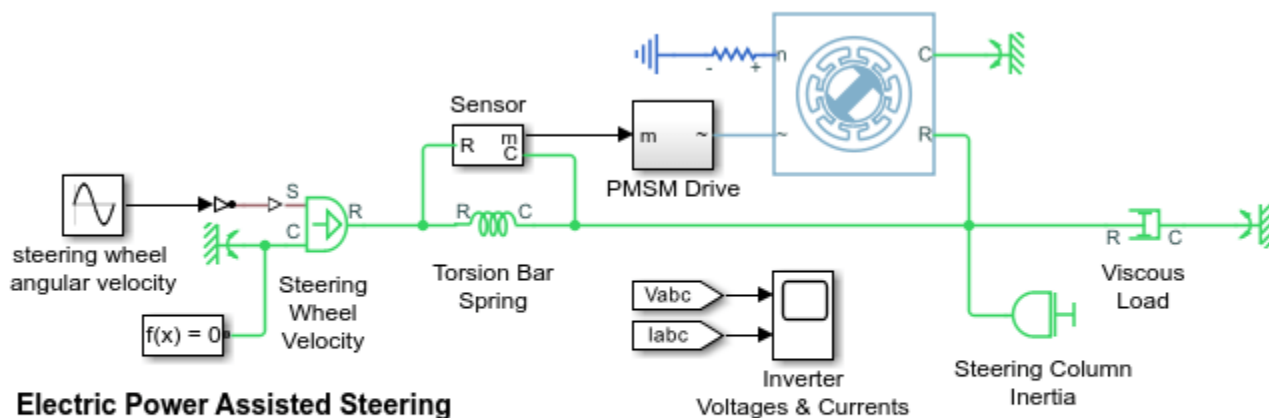 n
C
- +
Sensor
R
m
C
m
~
~
R
PMSM Drive
S
C
R
R
C
R
C
steering wheel
angular velocity
Steering
Wheel
Velocity
Torsion Bar
Spring
Viscous
Load
f(x) = 0
Vabc
Iabc
Inverter
Voltages & Currents
Steering Column
Inertia
Electric Power Assisted Steering